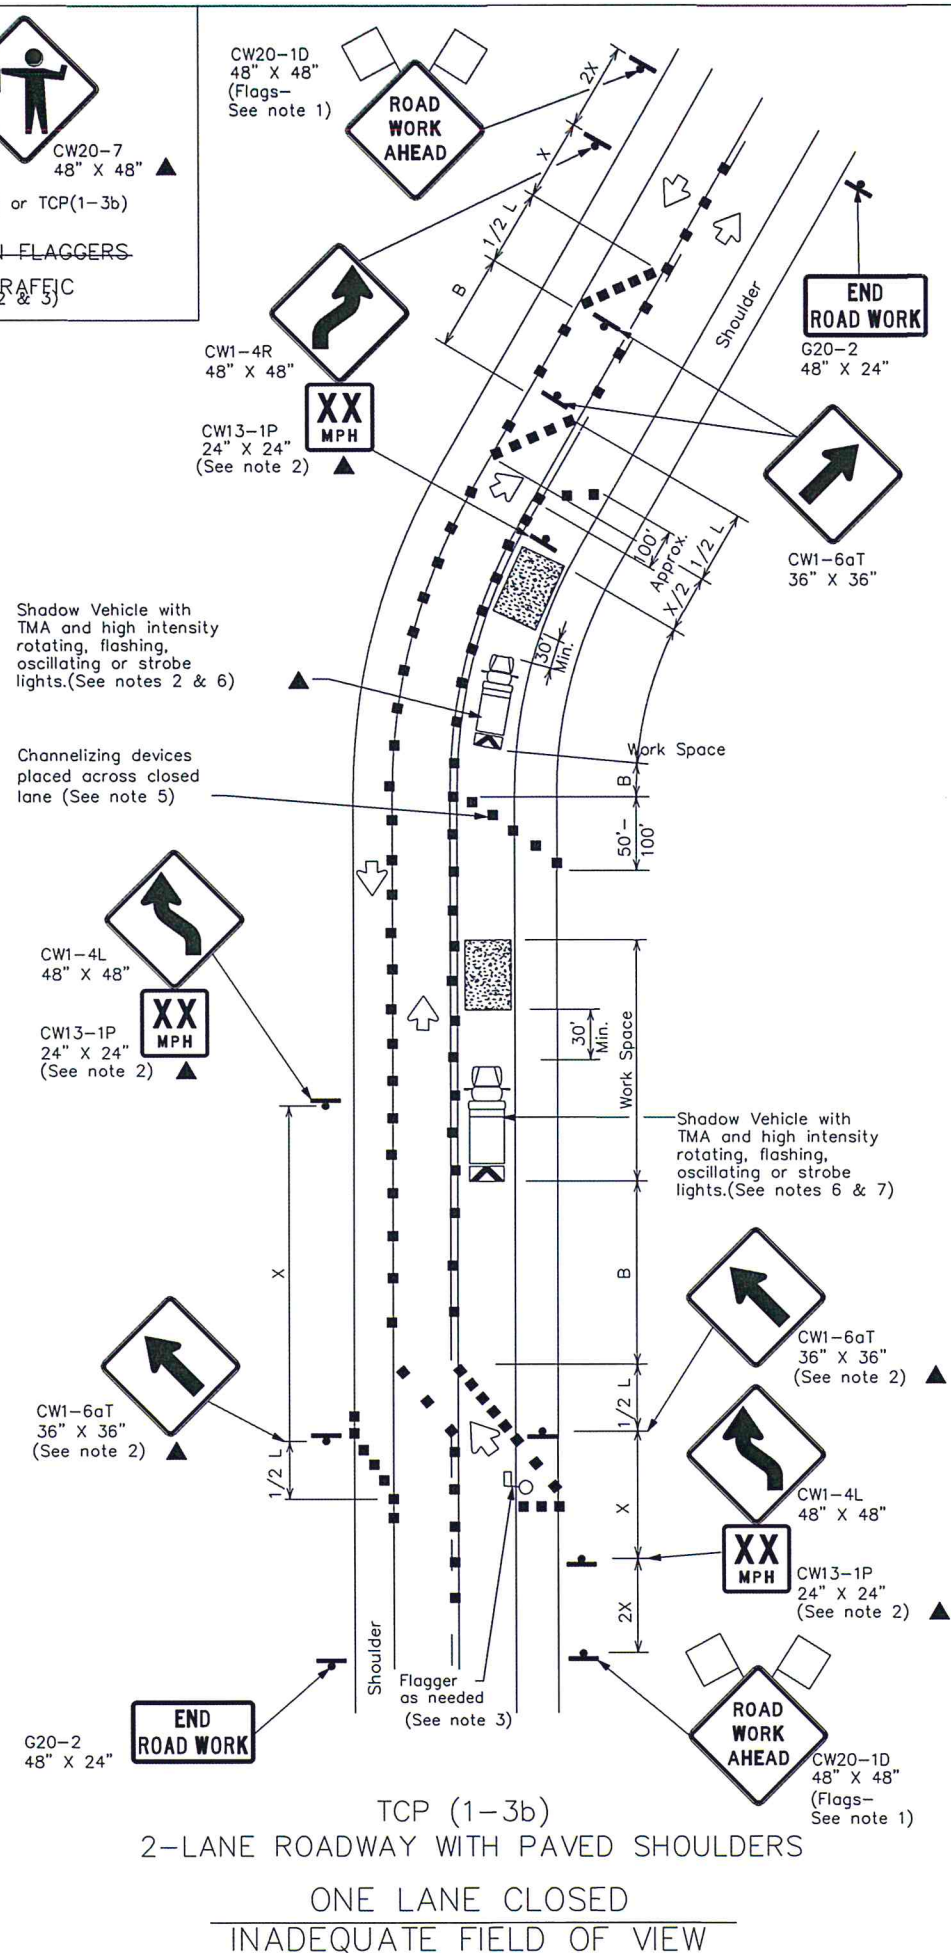 CW20-7
48" X 48" ▲
or TCP(1-3b)
FLAGGERS
RAFFIC
2 & 3)
CW20-1D
48" X 48"
(Flags-
See note 1)
ROAD
WORK
AHEAD
2X
X
1/2 L
B
CW1-4R
48" X 48"
XX
MPH
CW13-1P
24" X 24"
(See note 2) ▲
Shoulder
END
ROAD WORK
G20-2
48" X 24"
CW1-6aT
36" X 36"
100'
Approx.
1/2 L
X/2
30'
Min.
Shadow Vehicle with
TMA and high intensity
rotating, flashing,
oscillating or strobe
lights.(See notes 2 & 6) ▲
Work Space
B
Channelizing devices
placed across closed
lane (See note 5)
50'-
100'
CW1-4L
48" X 48"
XX
MPH
CW13-1P
24" X 24"
(See note 2) ▲
30'
Min.
Work Space
Shadow Vehicle with
TMA and high intensity
rotating, flashing,
oscillating or strobe
lights.(See notes 6 & 7)
X
B
CW1-6aT
36" X 36"
(See note 2) ▲
1/2 L
CW1-6aT
36" X 36"
(See note 2) ▲
1/2 L
X
CW1-4L
48" X 48"
XX
MPH
CW13-1P
24" X 24"
(See note 2) ▲
2X
Shoulder
Flagger
as needed
(See note 3)
END
ROAD WORK
G20-2
48" X 24"
ROAD
WORK
AHEAD
CW20-1D
48" X 48"
(Flags-
See note 1)
TCP (1-3b)
2-LANE ROADWAY WITH PAVED SHOULDERS
ONE LANE CLOSED
INADEQUATE FIELD OF VIEW